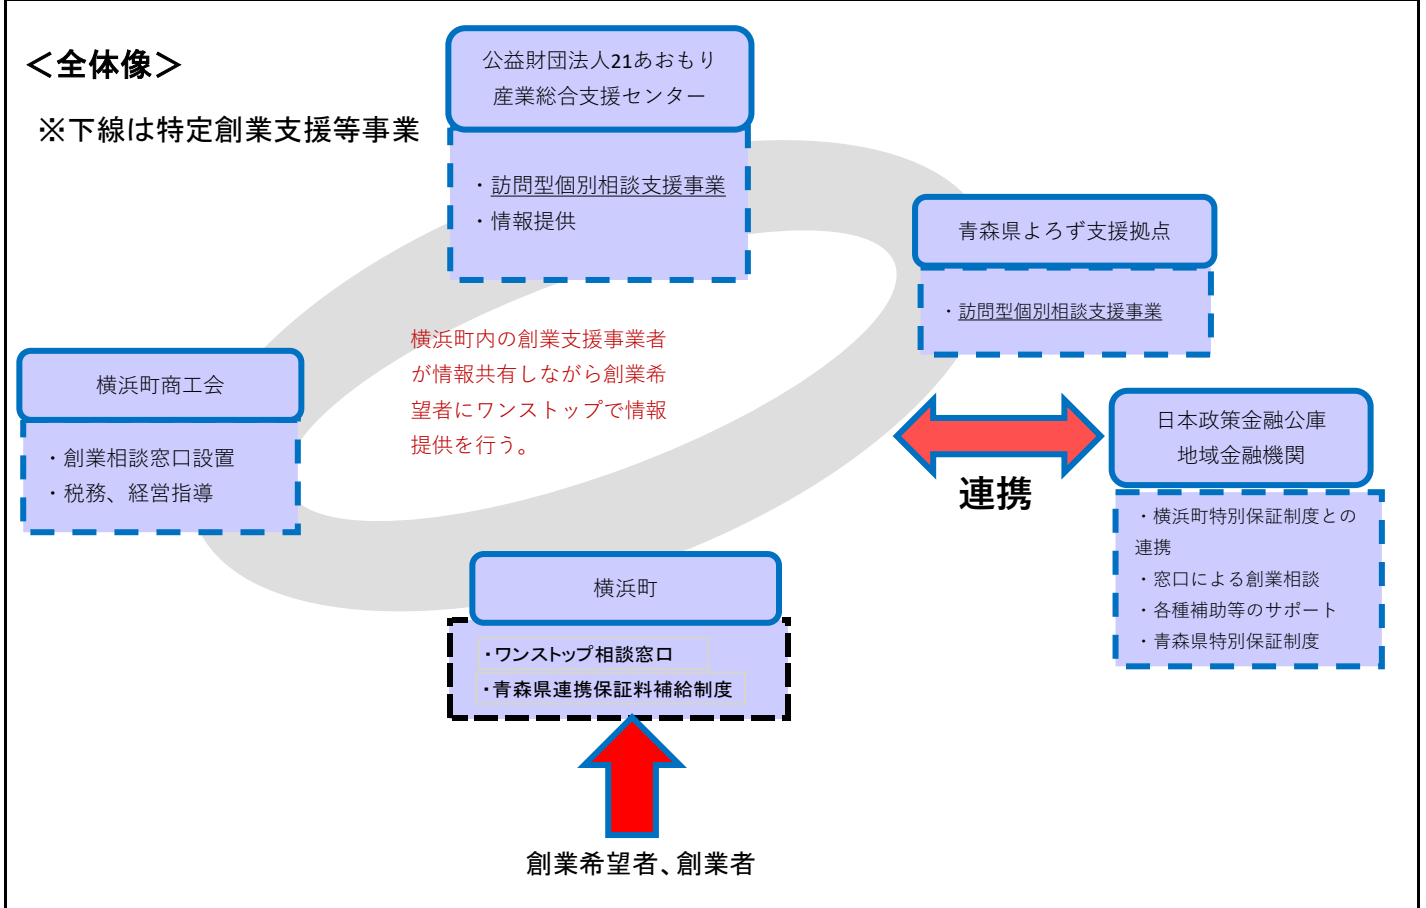 ＜全体像＞
※下線は特定創業支援等事業
公益財団法人21あおもり
産業総合支援センター
・訪問型個別相談支援事業
・情報提供
青森県よろず支援拠点
・訪問型個別相談支援事業
横浜町内の創業支援事業者
が情報共有しながら創業希
望者にワンストップで情報
提供を行う。
横浜町商工会
・創業相談窓口設置
・税務、経営指導
連携
日本政策金融公庫
地域金融機関
・横浜町特別保証制度との
連携
・窓口による創業相談
・各種補助等のサポート
・青森県特別保証制度
横浜町
・ワンストップ相談窓口
・青森県連携保証料補給制度
創業希望者、創業者